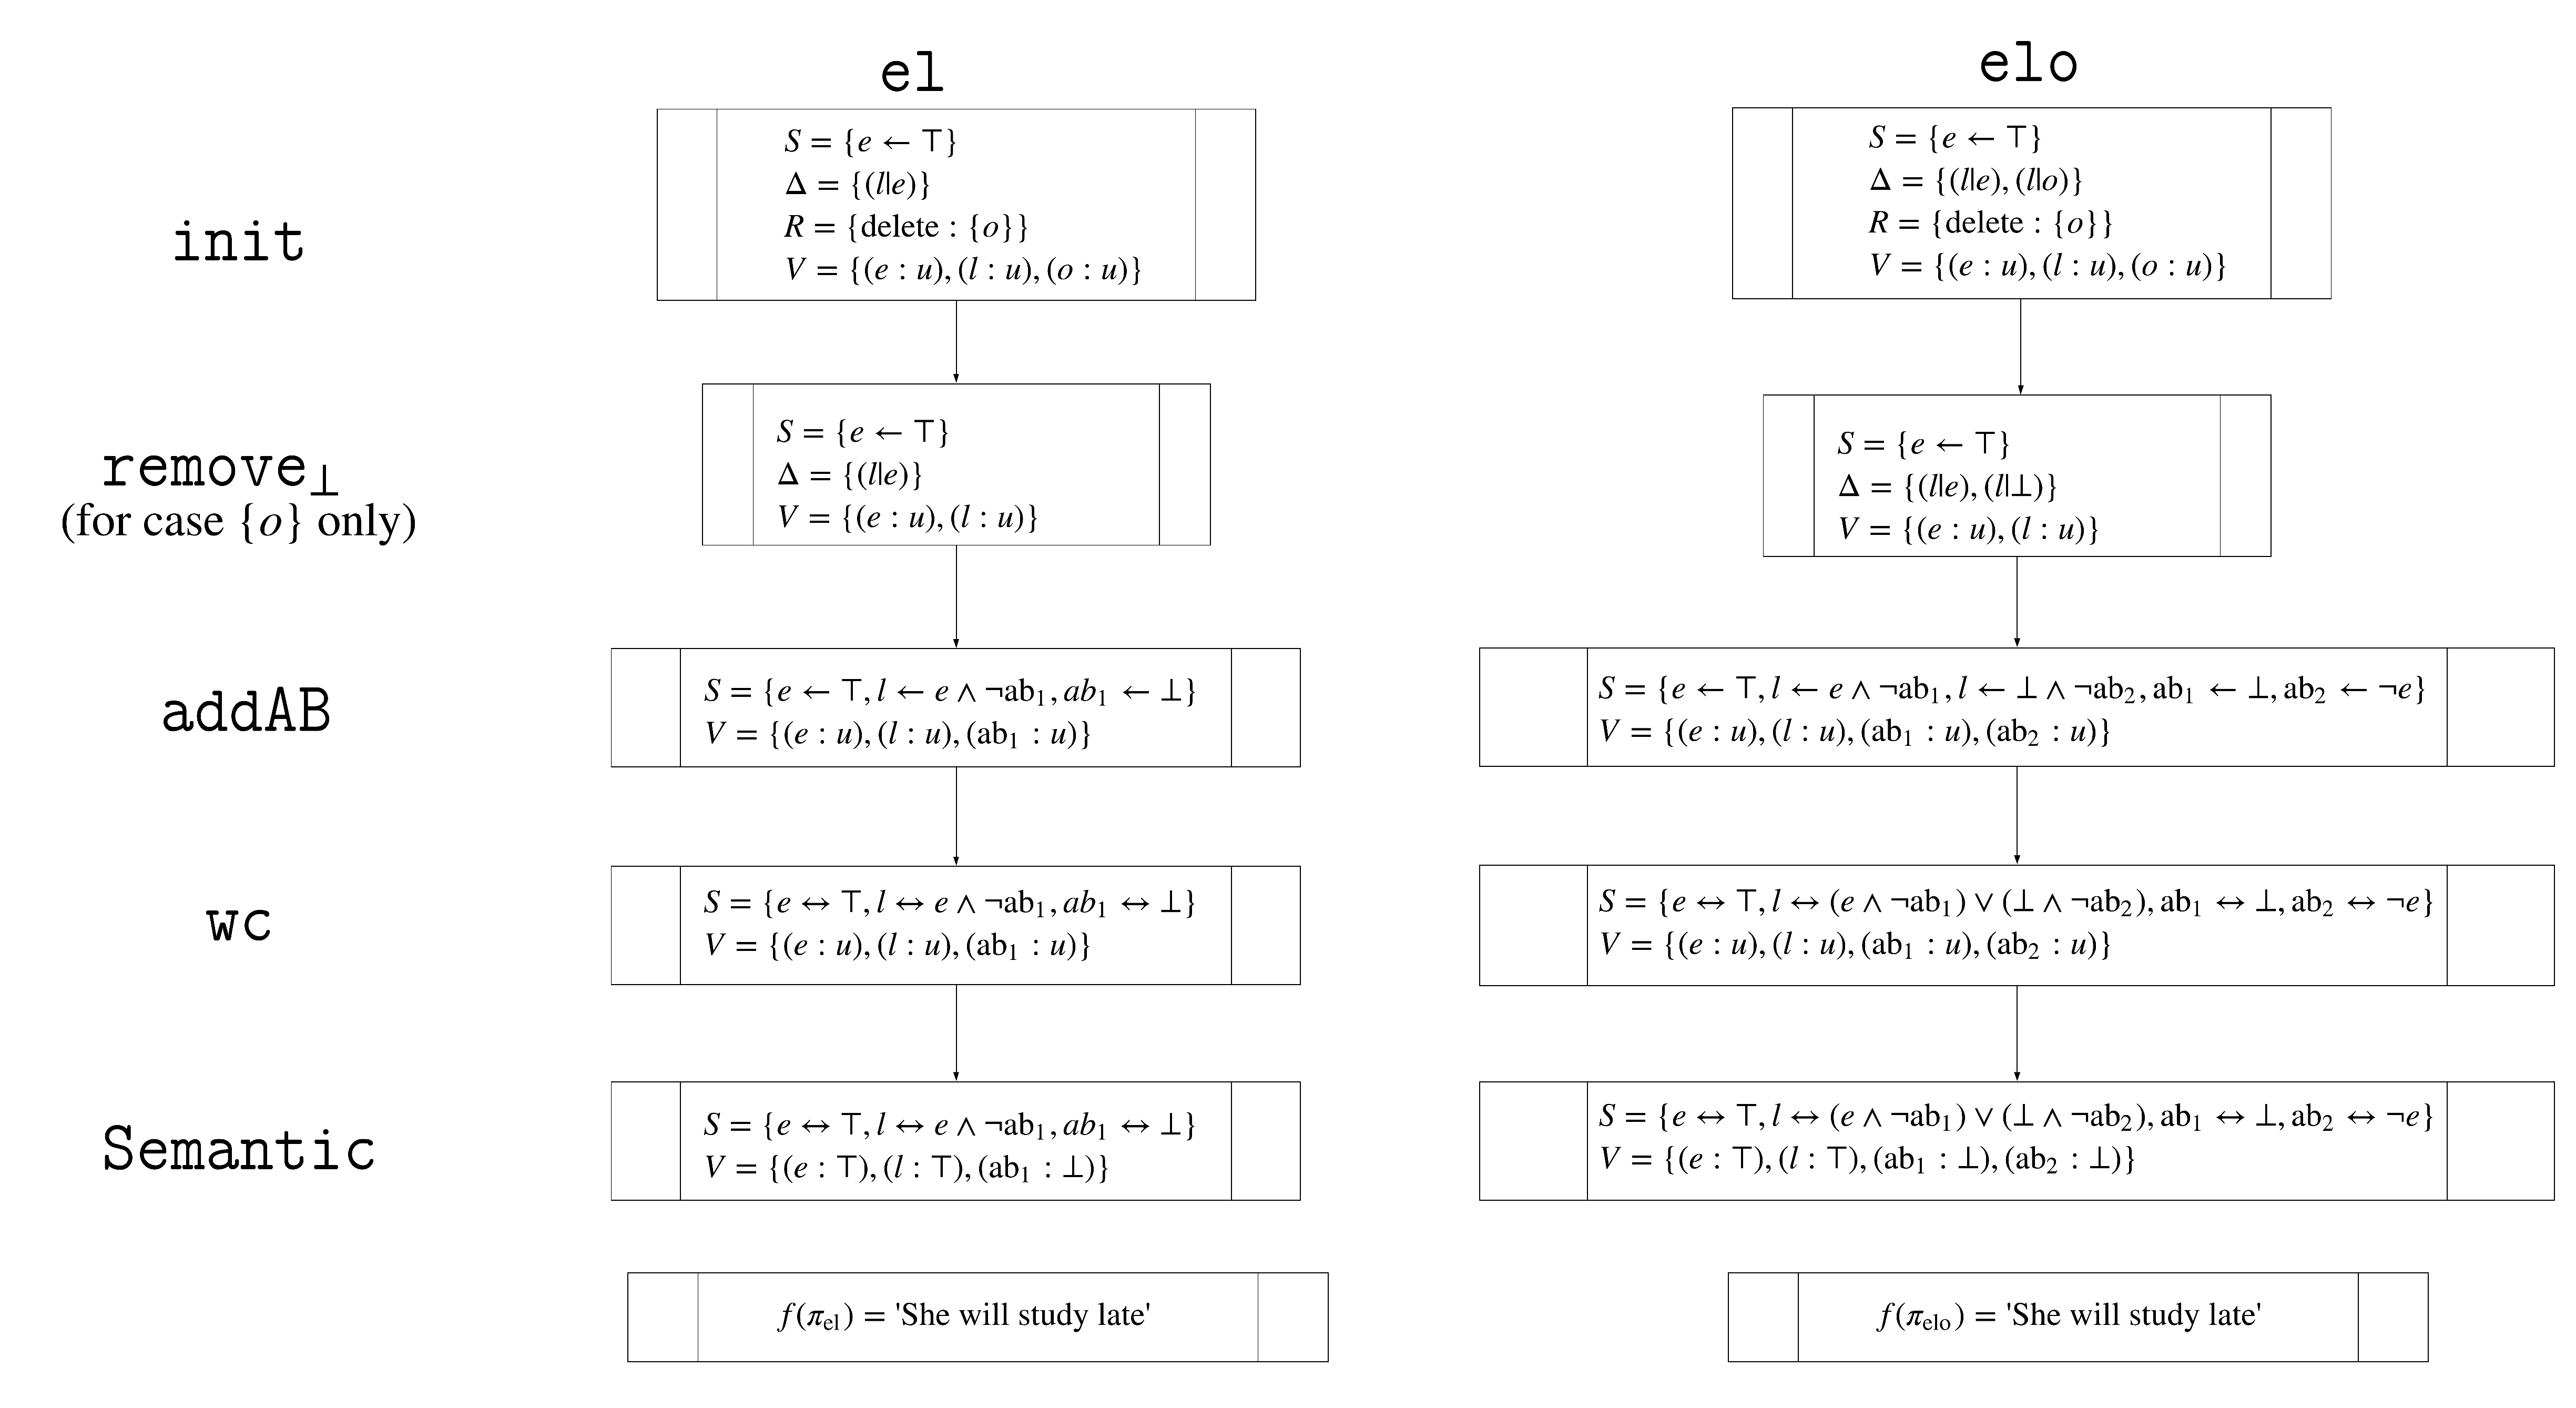 el
elo
init
S = {e ← ⊤}
Δ = {(l|e)}
R = {delete : {o}}
V = {(e : u), (l : u), (o : u)}
S = {e ← ⊤}
Δ = {(l|e), (l|o)}
R = {delete : {o}}
V = {(e : u), (l : u), (o : u)}
remove⊥
(for case {o} only)
S = {e ← ⊤}
Δ = {(l|e)}
V = {(e : u), (l : u)}
S = {e ← ⊤}
Δ = {(l|e), (l|⊥)}
V = {(e : u), (l : u)}
addAB
S = {e ← ⊤, l ← e ∧ ¬ab₁, ab₁ ← ⊥}
V = {(e : u), (l : u), (ab₁ : u)}
S = {e ← ⊤, l ← e ∧ ¬ab₁, l ← ⊥ ∧ ¬ab₂, ab₁ ← ⊥, ab₂ ← ¬e}
V = {(e : u), (l : u), (ab₁ : u), (ab₂ : u)}
wc
S = {e ↔ ⊤, l ↔ e ∧ ¬ab₁, ab₁ ↔ ⊥}
V = {(e : u), (l : u), (ab₁ : u)}
S = {e ↔ ⊤, l ↔ (e ∧ ¬ab₁) ∨ (⊥ ∧ ¬ab₂), ab₁ ↔ ⊥, ab₂ ↔ ¬e}
V = {(e : u), (l : u), (ab₁ : u), (ab₂ : u)}
Semantic
S = {e ↔ ⊤, l ↔ e ∧ ¬ab₁, ab₁ ↔ ⊥}
V = {(e : ⊤), (l : ⊤), (ab₁ : ⊥)}
S = {e ↔ ⊤, l ↔ (e ∧ ¬ab₁) ∨ (⊥ ∧ ¬ab₂), ab₁ ↔ ⊥, ab₂ ↔ ¬e}
V = {(e : ⊤), (l : ⊤), (ab₁ : ⊥), (ab₂ : ⊥)}
f(π_el) = 'She will study late'
f(π_elo) = 'She will study late'